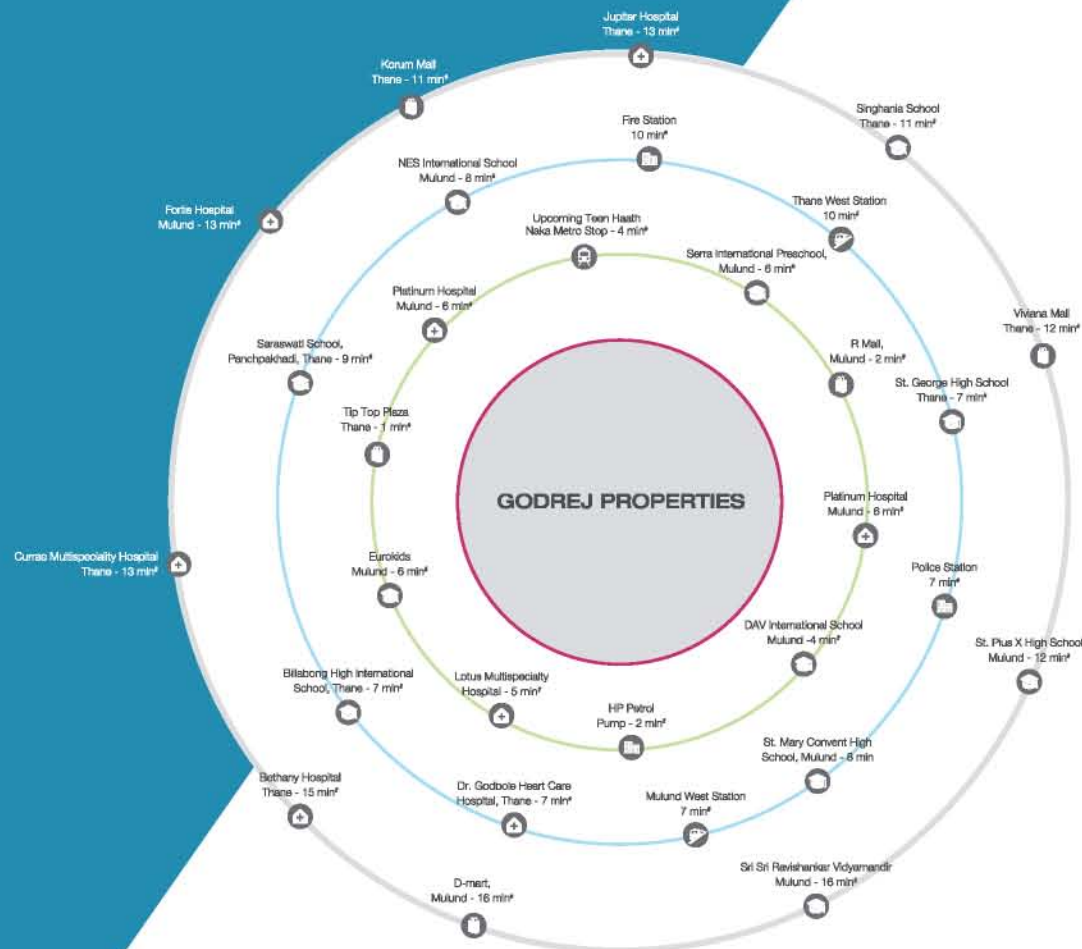 Jupiter Hospital
Thane - 13 min#
Korum Mall
Thane - 11 min#
Singhania School
Thane - 11 min#
Fire Station
10 min#
NES International School
Mulund - 8 min#
Thane West Station
10 min#
Fortis Hospital
Mulund - 13 min#
Upcoming Teen Haath
Naka Metro Stop - 4 min#
Serra International Preschool,
Mulund - 6 min#
Platinum Hospital
Mulund - 6 min#
Viviana Mall
Thane - 12 min#
Saraswati School,
Panchpakhadi, Thane - 9 min#
R Mall,
Mulund - 2 min#
St. George High School
Thane - 7 min#
Tip Top Plaza
Thane - 1 min#
GODREJ PROPERTIES
Platinum Hospital
Mulund - 6 min#
Currae Multispeciality Hospital
Thane - 13 min#
Eurokids
Mulund - 6 min#
Police Station
7 min#
DAV International School
Mulund -4 min#
St. Pius X High School
Mulund - 12 min#
Billabong High International
School, Thane - 7 min#
Lotus Multispecialty
Hospital - 5 min#
HP Petrol
Pump - 2 min#
St. Mary Convent High
School, Mulund - 8 min
Bethany Hospital
Thane - 15 min#
Dr. Godbole Heart Care
Hospital, Thane - 7 min#
Mulund West Station
7 min#
Sri Sri Ravishankar Vidyamandir
Mulund - 16 min#
D-mart,
Mulund - 16 min#